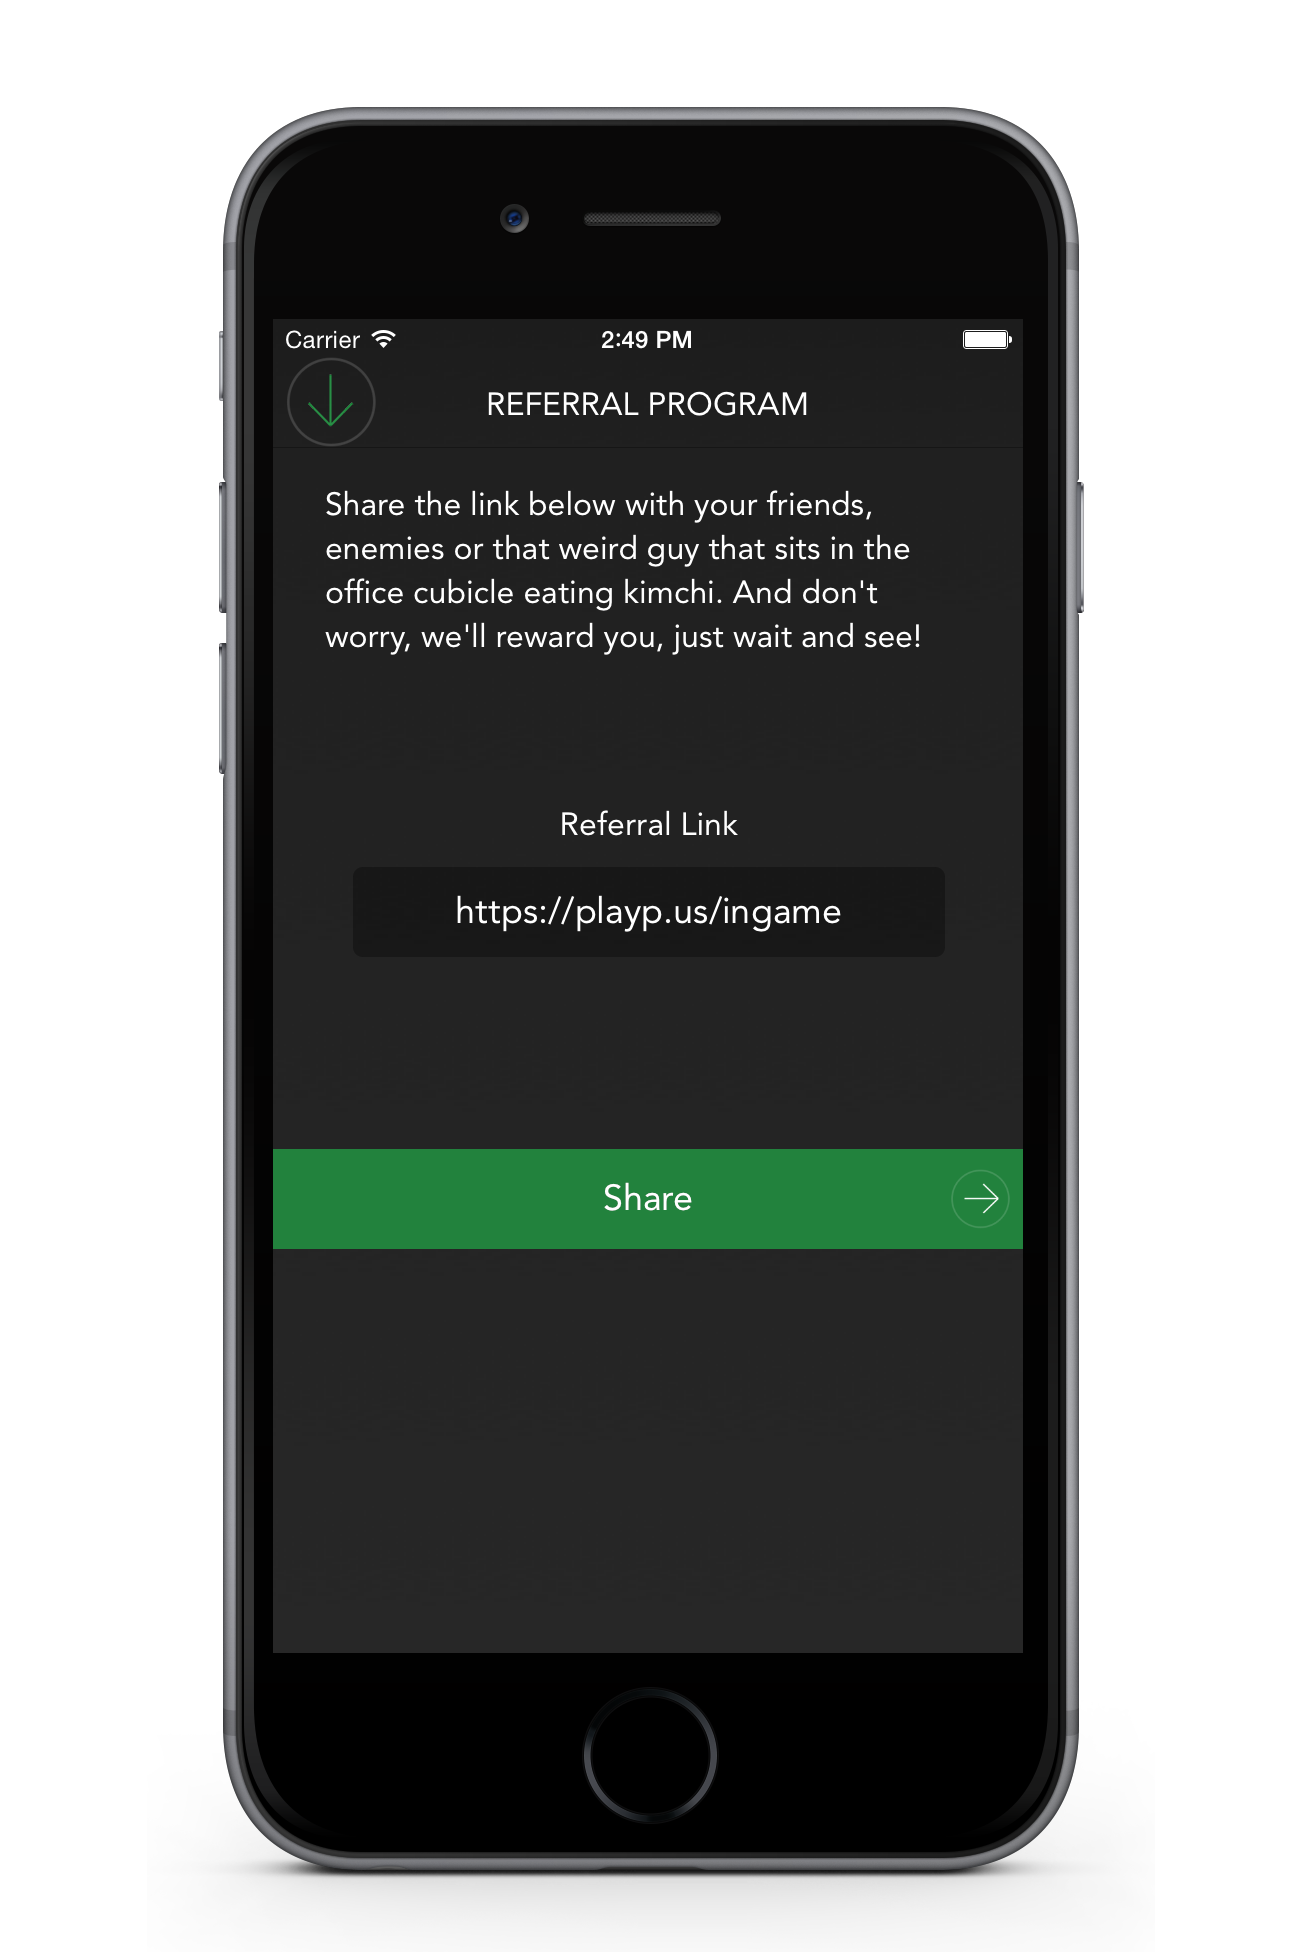 Carrier 2:49 PM
REFERRAL PROGRAM
Share the link below with your friends,
enemies or that weird guy that sits in the
office cubicle eating kimchi. And don't
worry, we'll reward you, just wait and see!
Referral Link
https://playp.us/ingame
Share